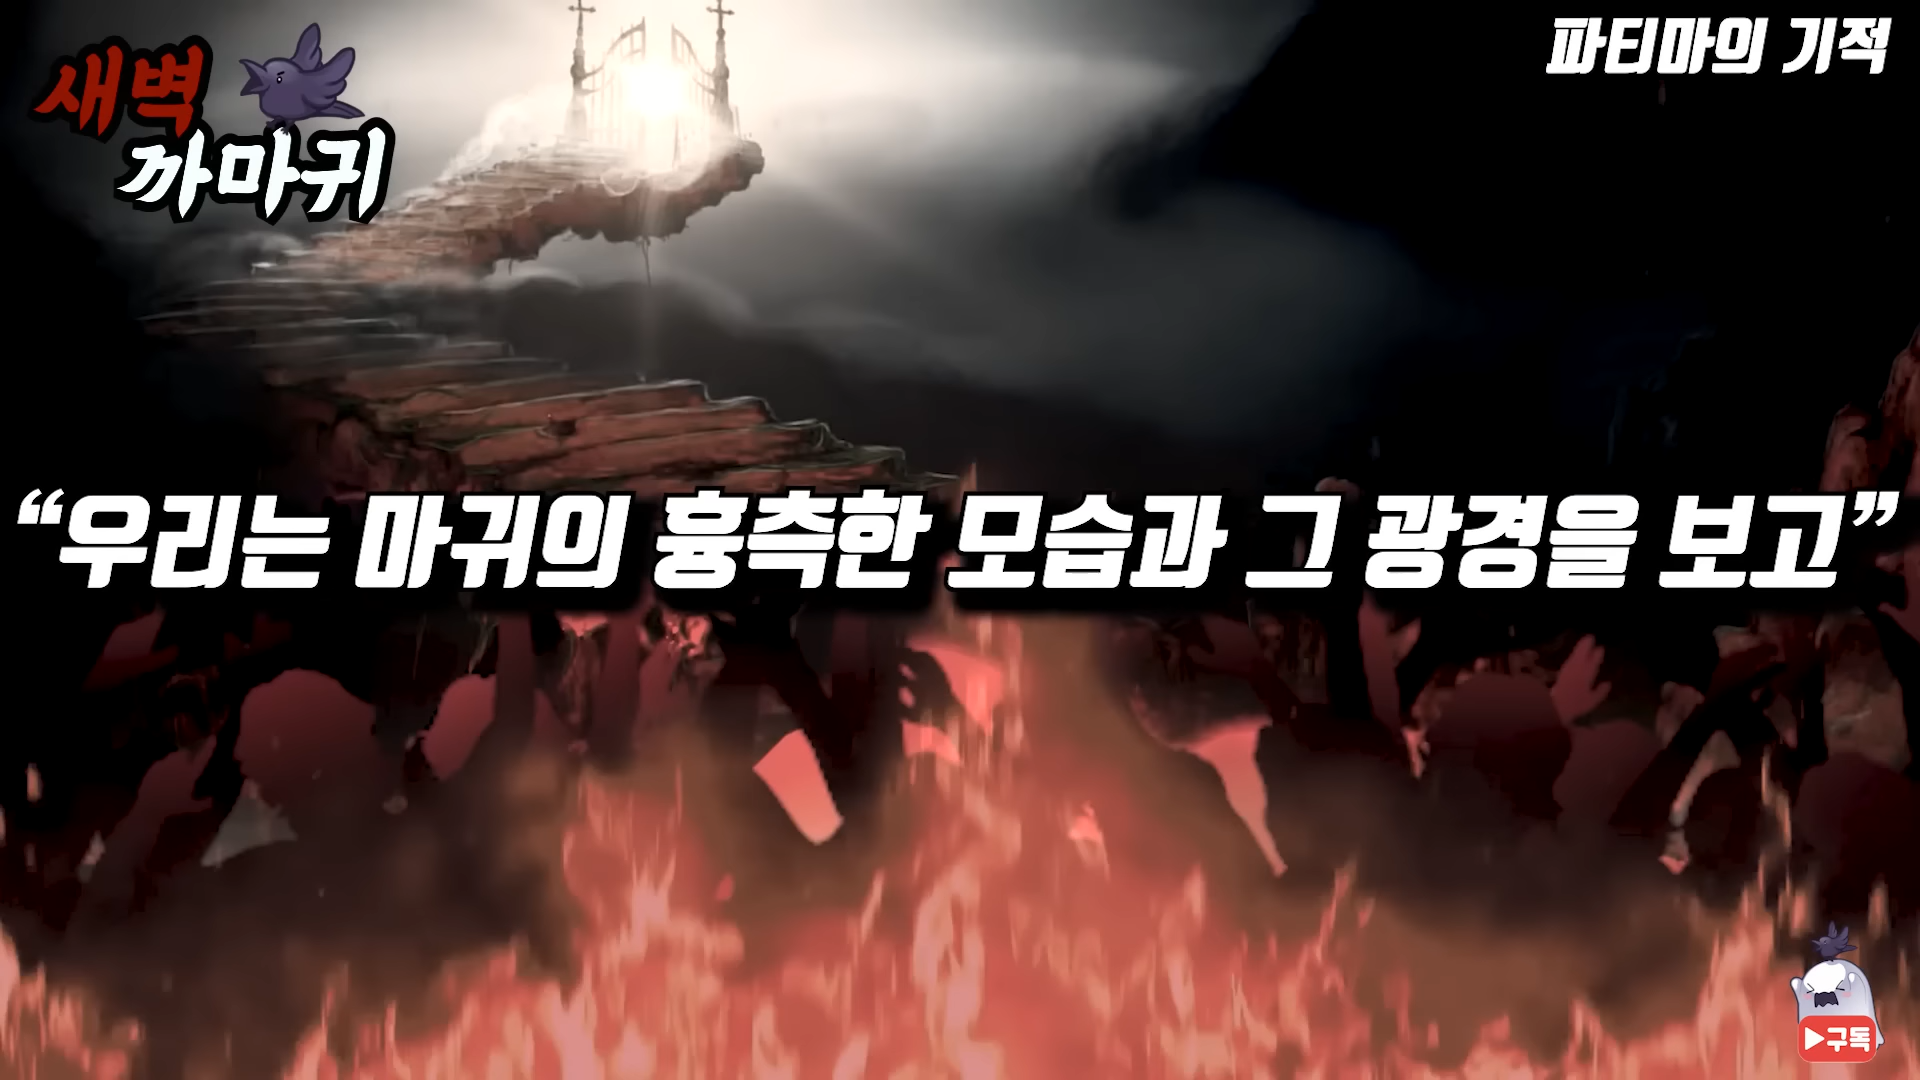 새벽
까마귀
파티마의 기적
“우리는 마귀의 흉측한 모습과 그 광경을 보고”
구독